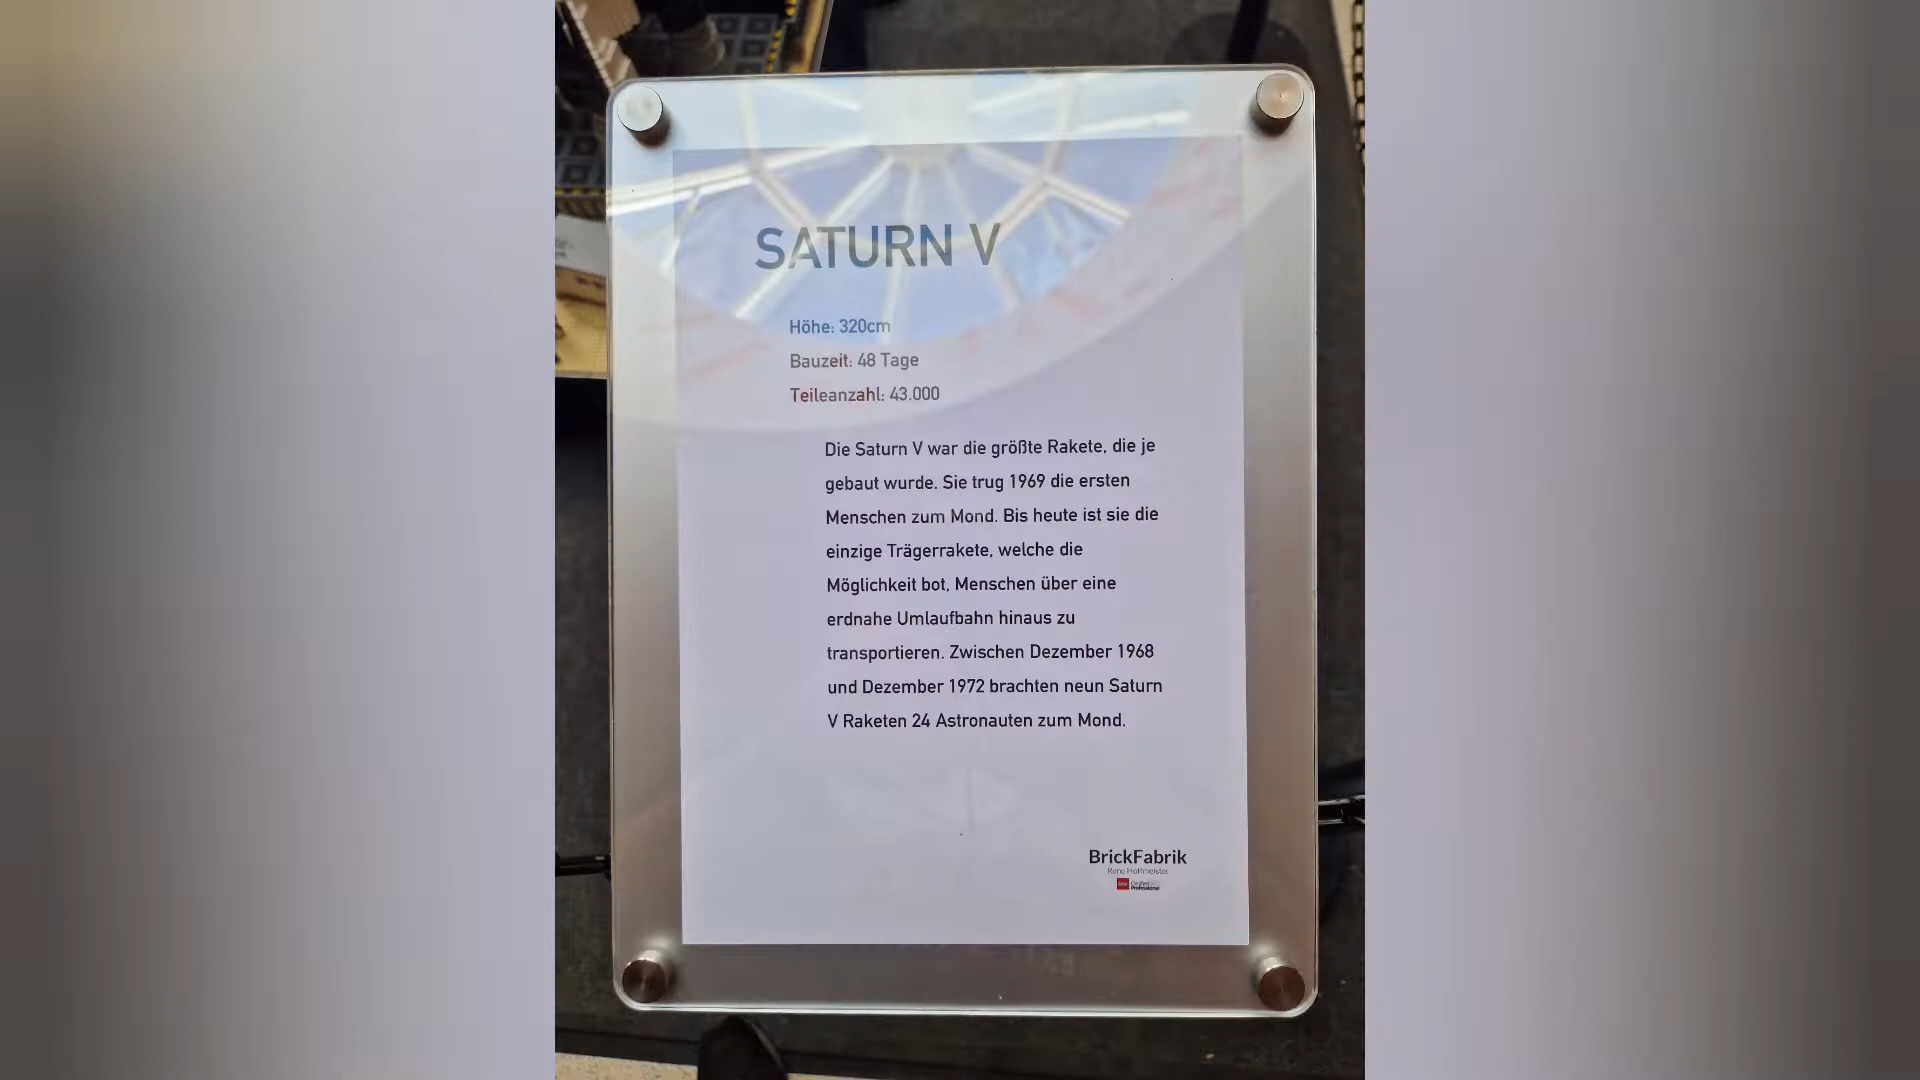 SATURN V
Höhe: 320cm
Bauzeit: 48 Tage
Teileanzahl: 43.000
Die Saturn V war die größte Rakete, die je
gebaut wurde. Sie trug 1969 die ersten
Menschen zum Mond. Bis heute ist sie die
einzige Trägerrakete, welche die
Möglichkeit bot, Menschen über eine
erdnahe Umlaufbahn hinaus zu
transportieren. Zwischen Dezember 1968
und Dezember 1972 brachten neun Saturn
V Raketen 24 Astronauten zum Mond.
BrickFabrik
Rene Hoffmeister
Professional